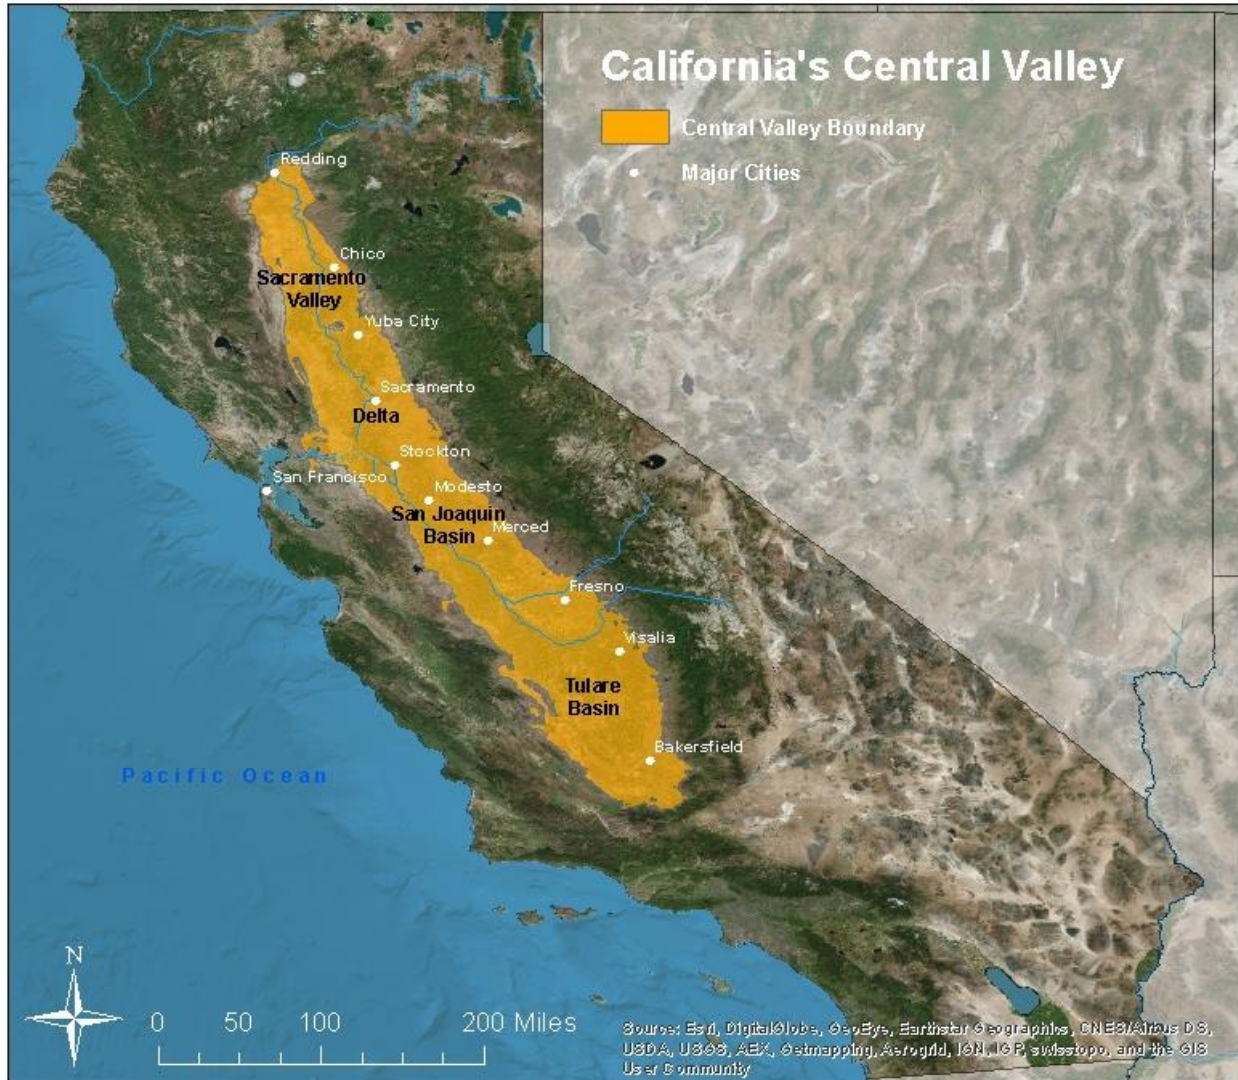 California's Central Valley
Central Valley Boundary
Major Cities
Redding
Chico
Sacramento
Valley
Yuba City
Sacramento
Delta
Stockton
San Francisco
Modesto
San Joaquin
Basin
Merced
Fresno
Visalia
Tulare
Basin
Bakersfield
Pacific Ocean
N
0 50 100 200 Miles
Source: Esri, DigitalGlobe, GeoEye, Earthstar Geographics, CNES/Airbus DS,
USDA, USGS, AEX, Getmapping, Aerogrid, IGN, IGP, swisstopo, and the GIS
User Community